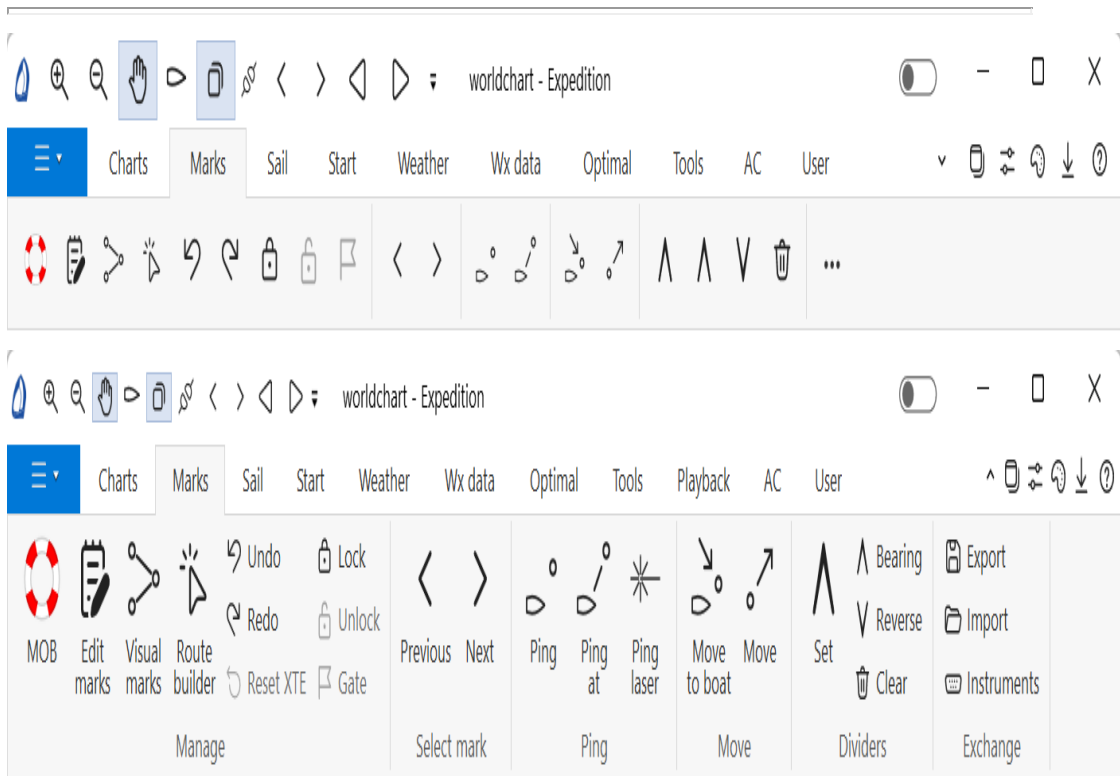 worldchart - Expedition
Charts Marks Sail Start Weather Wx data Optimal Tools AC User
worldchart - Expedition
Charts Marks Sail Start Weather Wx data Optimal Tools Playback AC User
MOB Edit marks Visual marks Route builder Undo Redo Reset XTE Lock Unlock Gate
Previous Next
Ping Ping at Ping laser
Move to boat Move
Set Bearing Reverse Clear
Export Import Instruments
Manage Select mark Ping Move Dividers Exchange